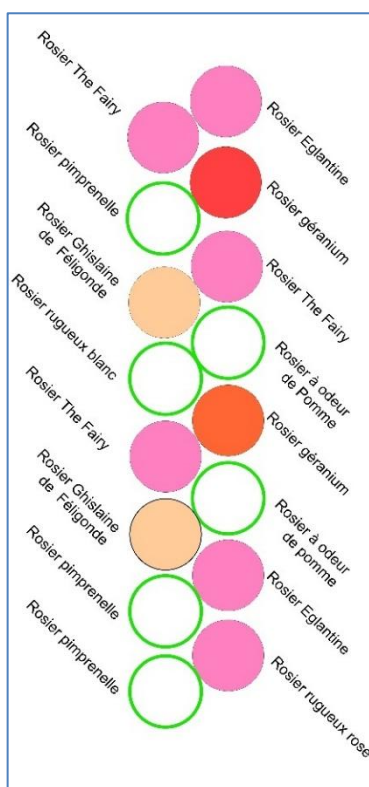 Rosier The Fairy
Rosier pimprenelle
Rosier Ghislaine
de Féligonde
Rosier rugueux blanc
Rosier The Fairy
Rosier Ghislaine
de Féligonde
Rosier pimprenelle
Rosier pimprenelle
Rosier Eglantine
Rosier géranium
Rosier The Fairy
Rosier à odeur
de Pomme
Rosier géranium
Rosier à odeur
de pomme
Rosier Eglantine
Rosier rugueux rose